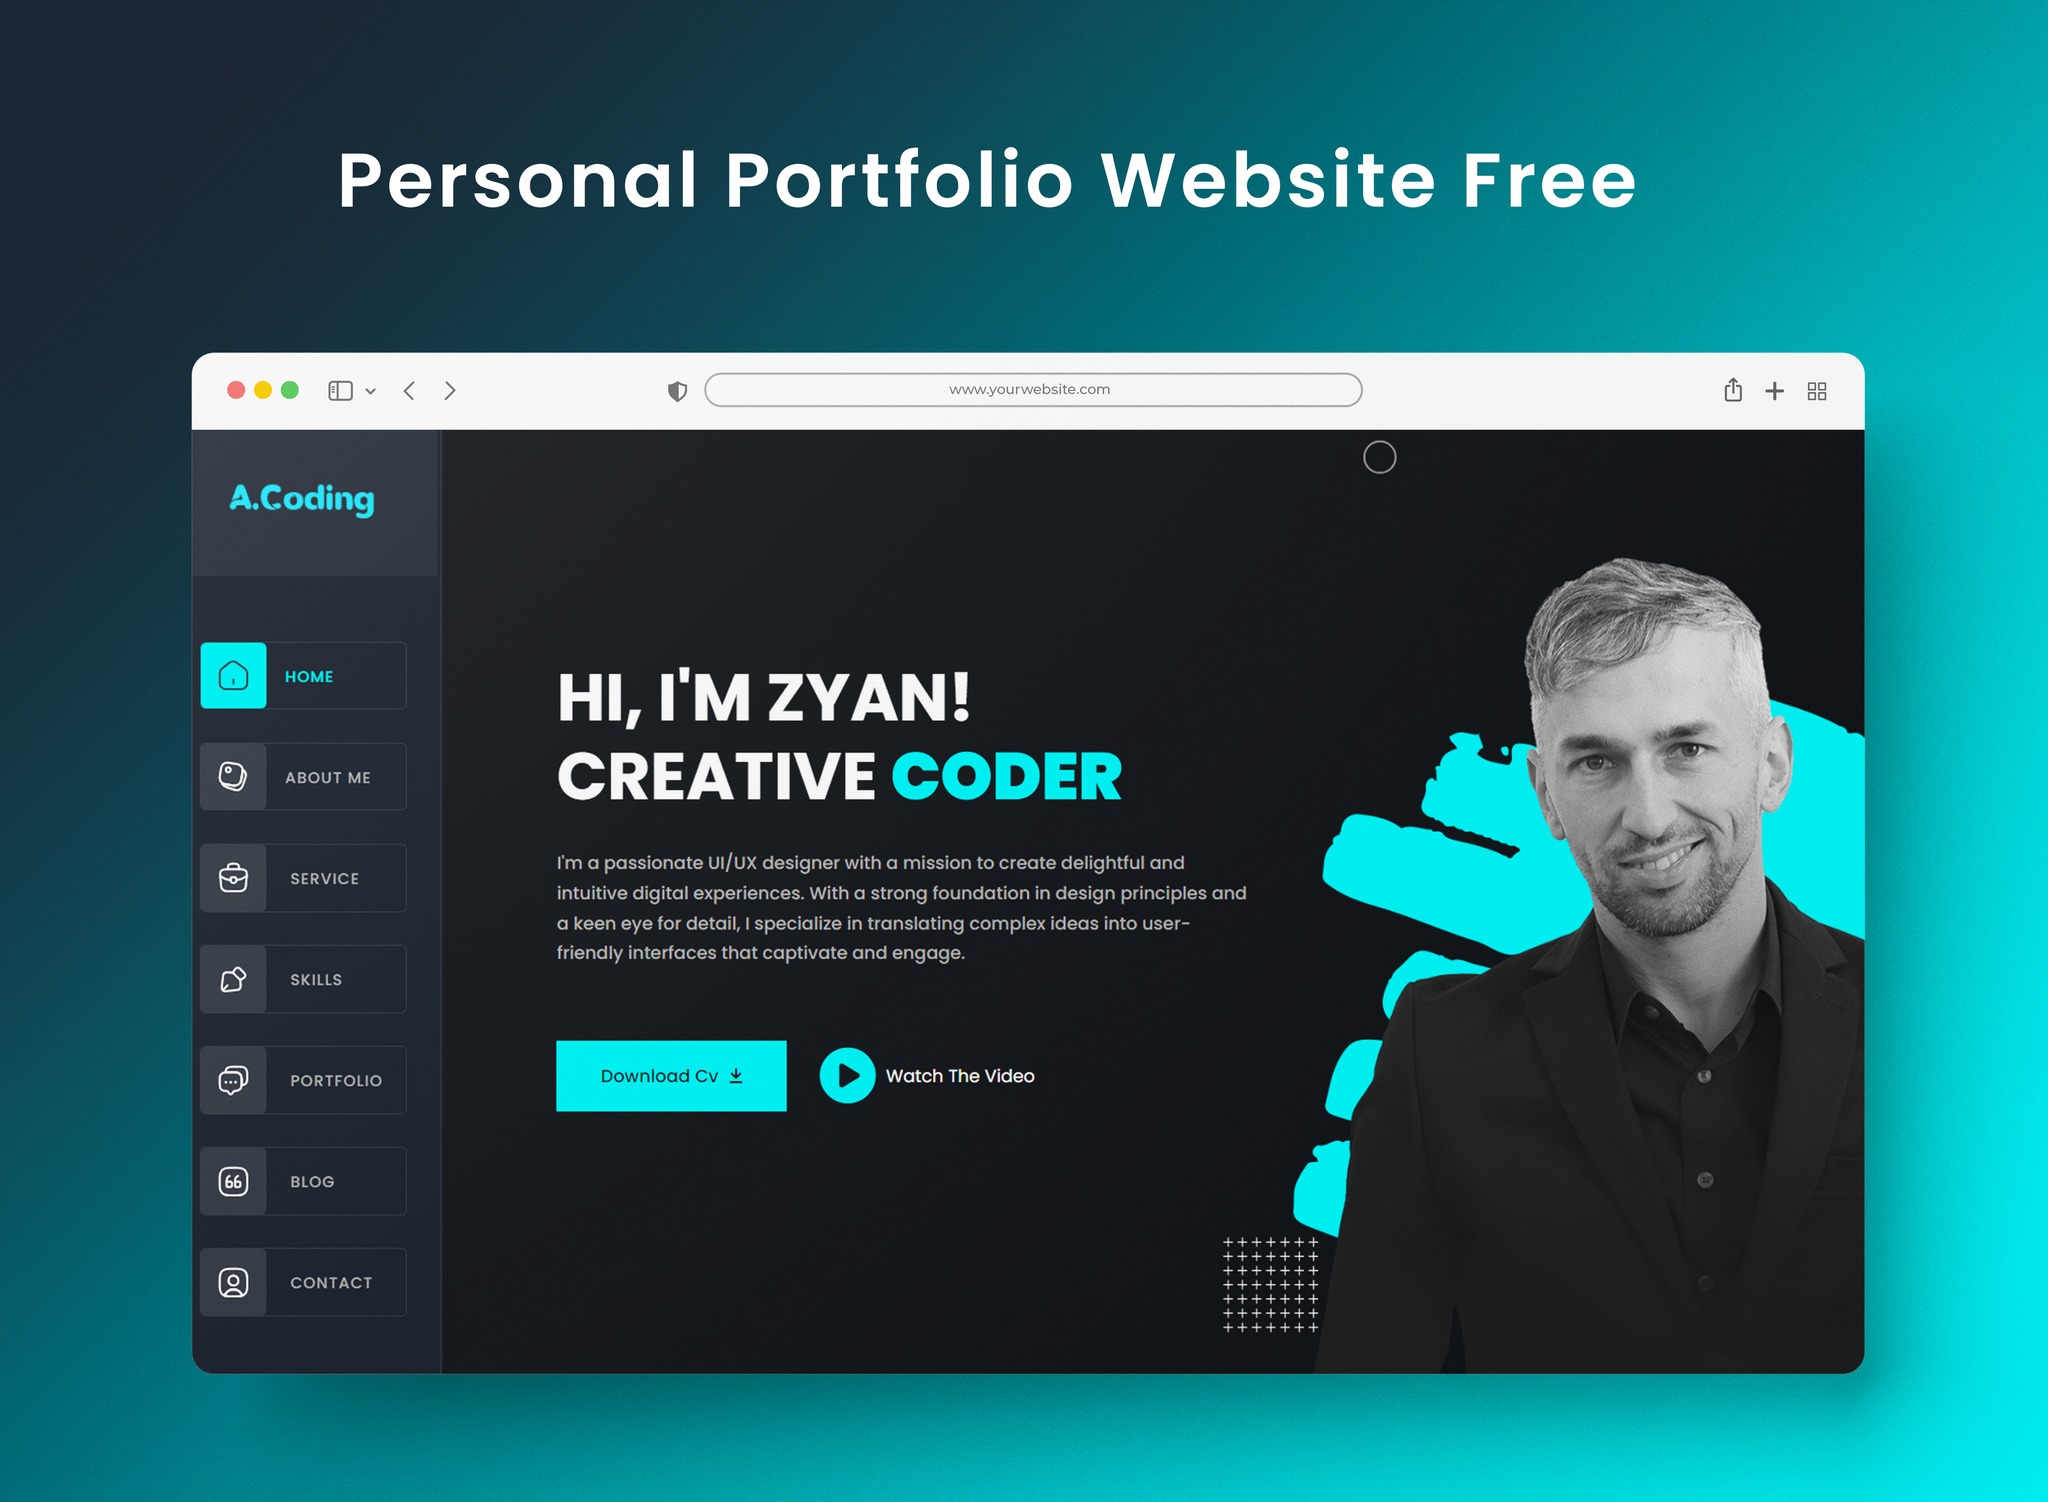 Personal Portfolio Website Free
www.yourwebsite.com
A.Coding
HOME
ABOUT ME
SERVICE
SKILLS
PORTFOLIO
BLOG
CONTACT
HI, I'M ZYAN!
CREATIVE CODER
I'm a passionate UI/UX designer with a mission to create delightful and
intuitive digital experiences. With a strong foundation in design principles and
a keen eye for detail, I specialize in translating complex ideas into user-
friendly interfaces that captivate and engage.
Download Cv
Watch The Video